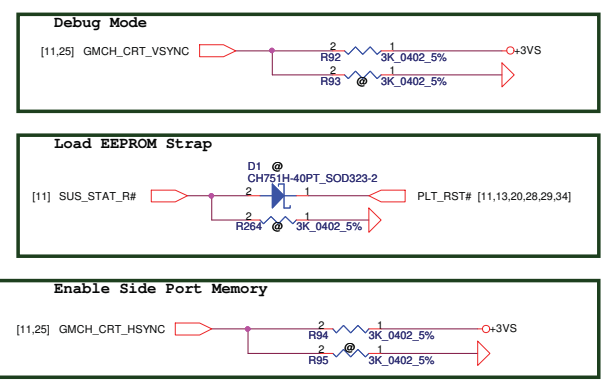 Debug Mode
[11,25] GMCH_CRT_VSYNC
2 1 +3VS
R92 3K_0402_5%
2 1
R93 @ 3K_0402_5%
Load EEPROM Strap
D1 @
CH751H-40PT_SOD323-2
[11] SUS_STAT_R# 2 1 PLT_RST# [11,13,20,28,29,34]
2 1
R264 @ 3K_0402_5%
Enable Side Port Memory
[11,25] GMCH_CRT_HSYNC
2 1 +3VS
R94 3K_0402_5%
2 @ 1
R95 3K_0402_5%